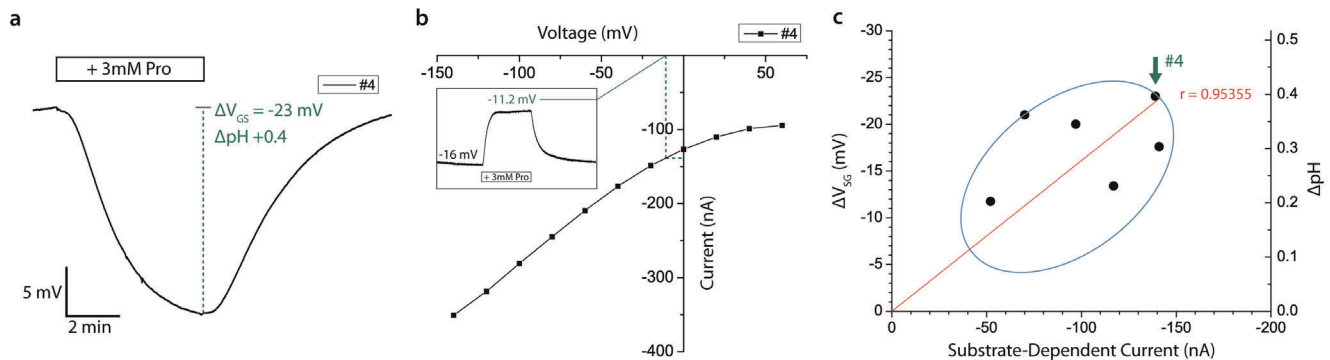 a
+ 3mM Pro
#4
ΔV_GS = -23 mV
ΔpH +0.4
5 mV
2 min
b
Voltage (mV)
#4
-150 -100 -50 0 50
-11.2 mV
-16 mV
+ 3mM Pro
-100
-200
-300
-400
Current (nA)
c
-30
-25
-20
-15
-10
-5
0
ΔV_SG (mV)
#4
r = 0.95355
0.5
0.4
0.3
0.2
0.1
0.0
ΔpH
0 -50 -100 -150 -200
Substrate-Dependent Current (nA)